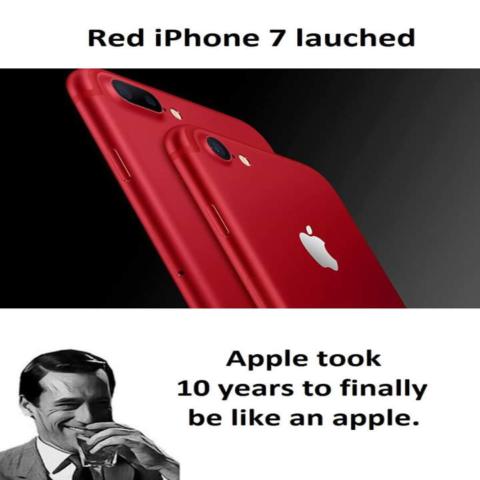 Red iPhone 7 lauched
Apple took
10 years to finally
be like an apple.